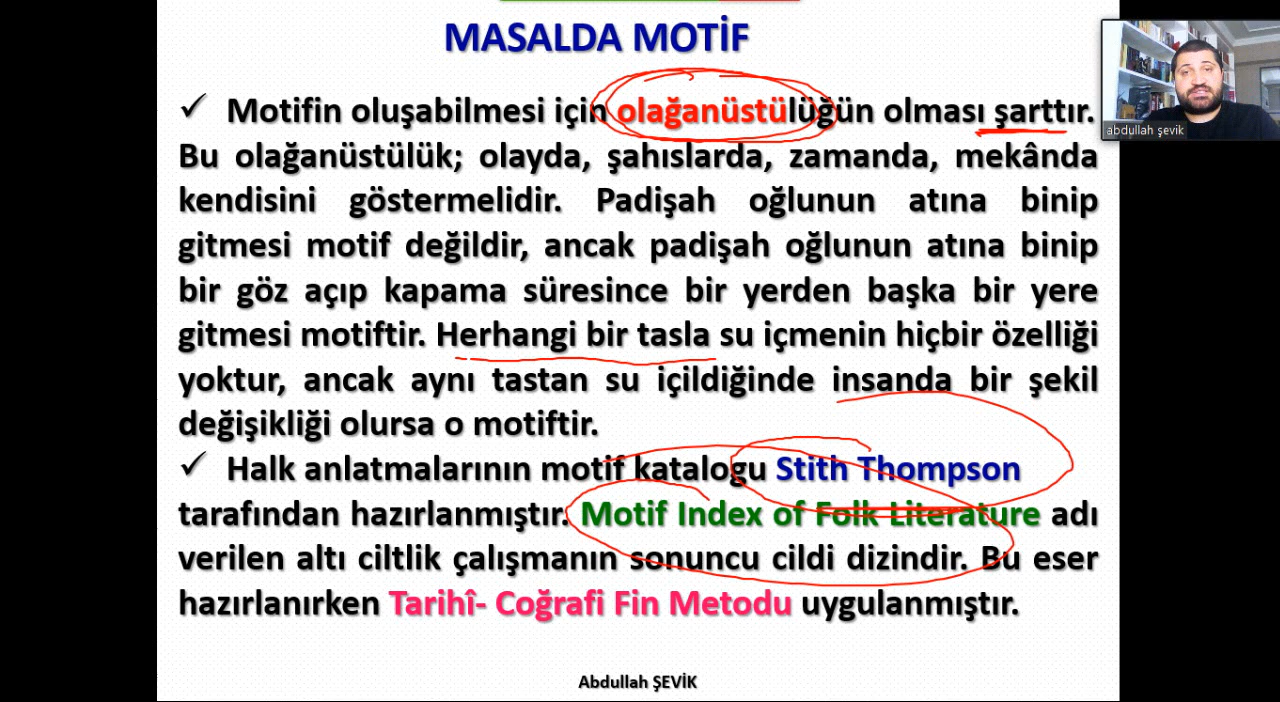 MASALDA MOTİF
✓ Motifin oluşabilmesi için olağanüstülüğün olması şarttır.
abdullah şevik
Bu olağanüstülük; olayda, şahıslarda, zamanda, mekânda
kendisini göstermelidir. Padişah oğlunun atına binip
gitmesi motif değildir, ancak padişah oğlunun atına binip
bir göz açıp kapama süresince bir yerden başka bir yere
gitmesi motiftir. Herhangi bir tasla su içmenin hiçbir özelliği
yoktur, ancak aynı tastan su içildiğinde insanda bir şekil
değişikliği olursa o motiftir.
✓ Halk anlatmalarının motif katalogu Stith Thompson
tarafından hazırlanmıştır. Motif Index of Folk Literature adı
verilen altı ciltlik çalışmanın sonuncu cildi dizindir. Bu eser
hazırlanırken Tarihî- Coğrafi Fin Metodu uygulanmıştır.
Abdullah ŞEVİK